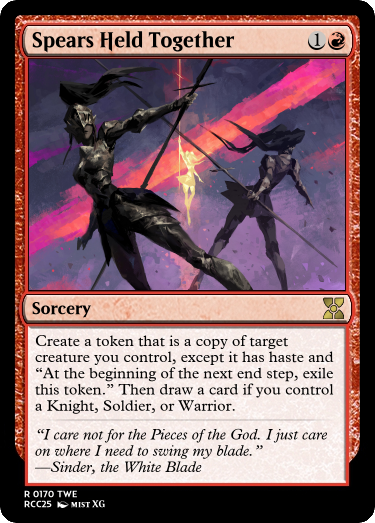 Spears Held Together 1
Sorcery
Create a token that is a copy of target
creature you control, except it has haste and
“At the beginning of the next end step, exile
this token.” Then draw a card if you control
a Knight, Soldier, or Warrior.
“I care not for the Pieces of the God. I just care
on where I need to swing my blade.”
—Sinder, the White Blade
R 0170 TWE
RCC25 MIST XG